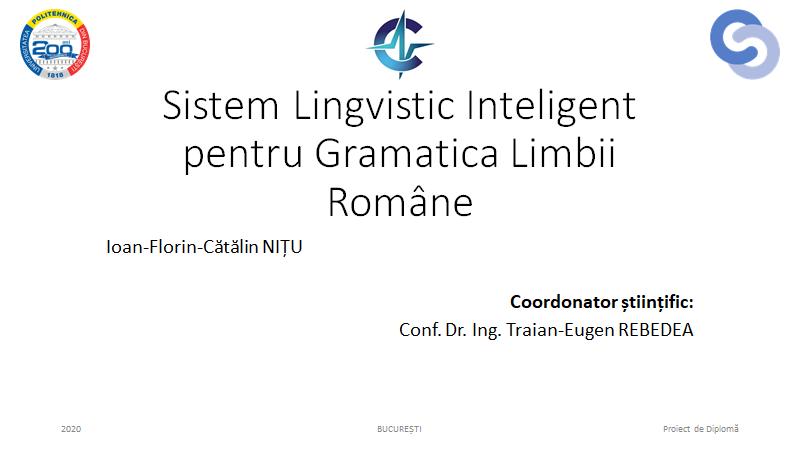 UNIVERSITATEA POLITEHNICA DIN BUCUREȘTI
200
1818
Sistem Lingvistic Inteligent
pentru Gramatica Limbii
Române
Ioan-Florin-Cătălin NIȚU
Coordonator științific:
Conf. Dr. Ing. Traian-Eugen REBEDEA
2020
BUCUREȘTI
Proiect de Diplomă